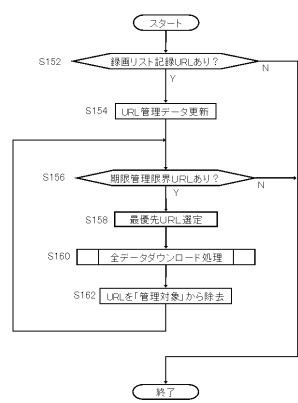 スタート
S152
録画リスト記録URLあり？
N
Y
S154
URL管理データ更新
S156
期限管理限界URLあり？
N
Y
S158
最優先URL選定
S160
全データダウンロード処理
S162
URLを「管理対象」から除去
終了